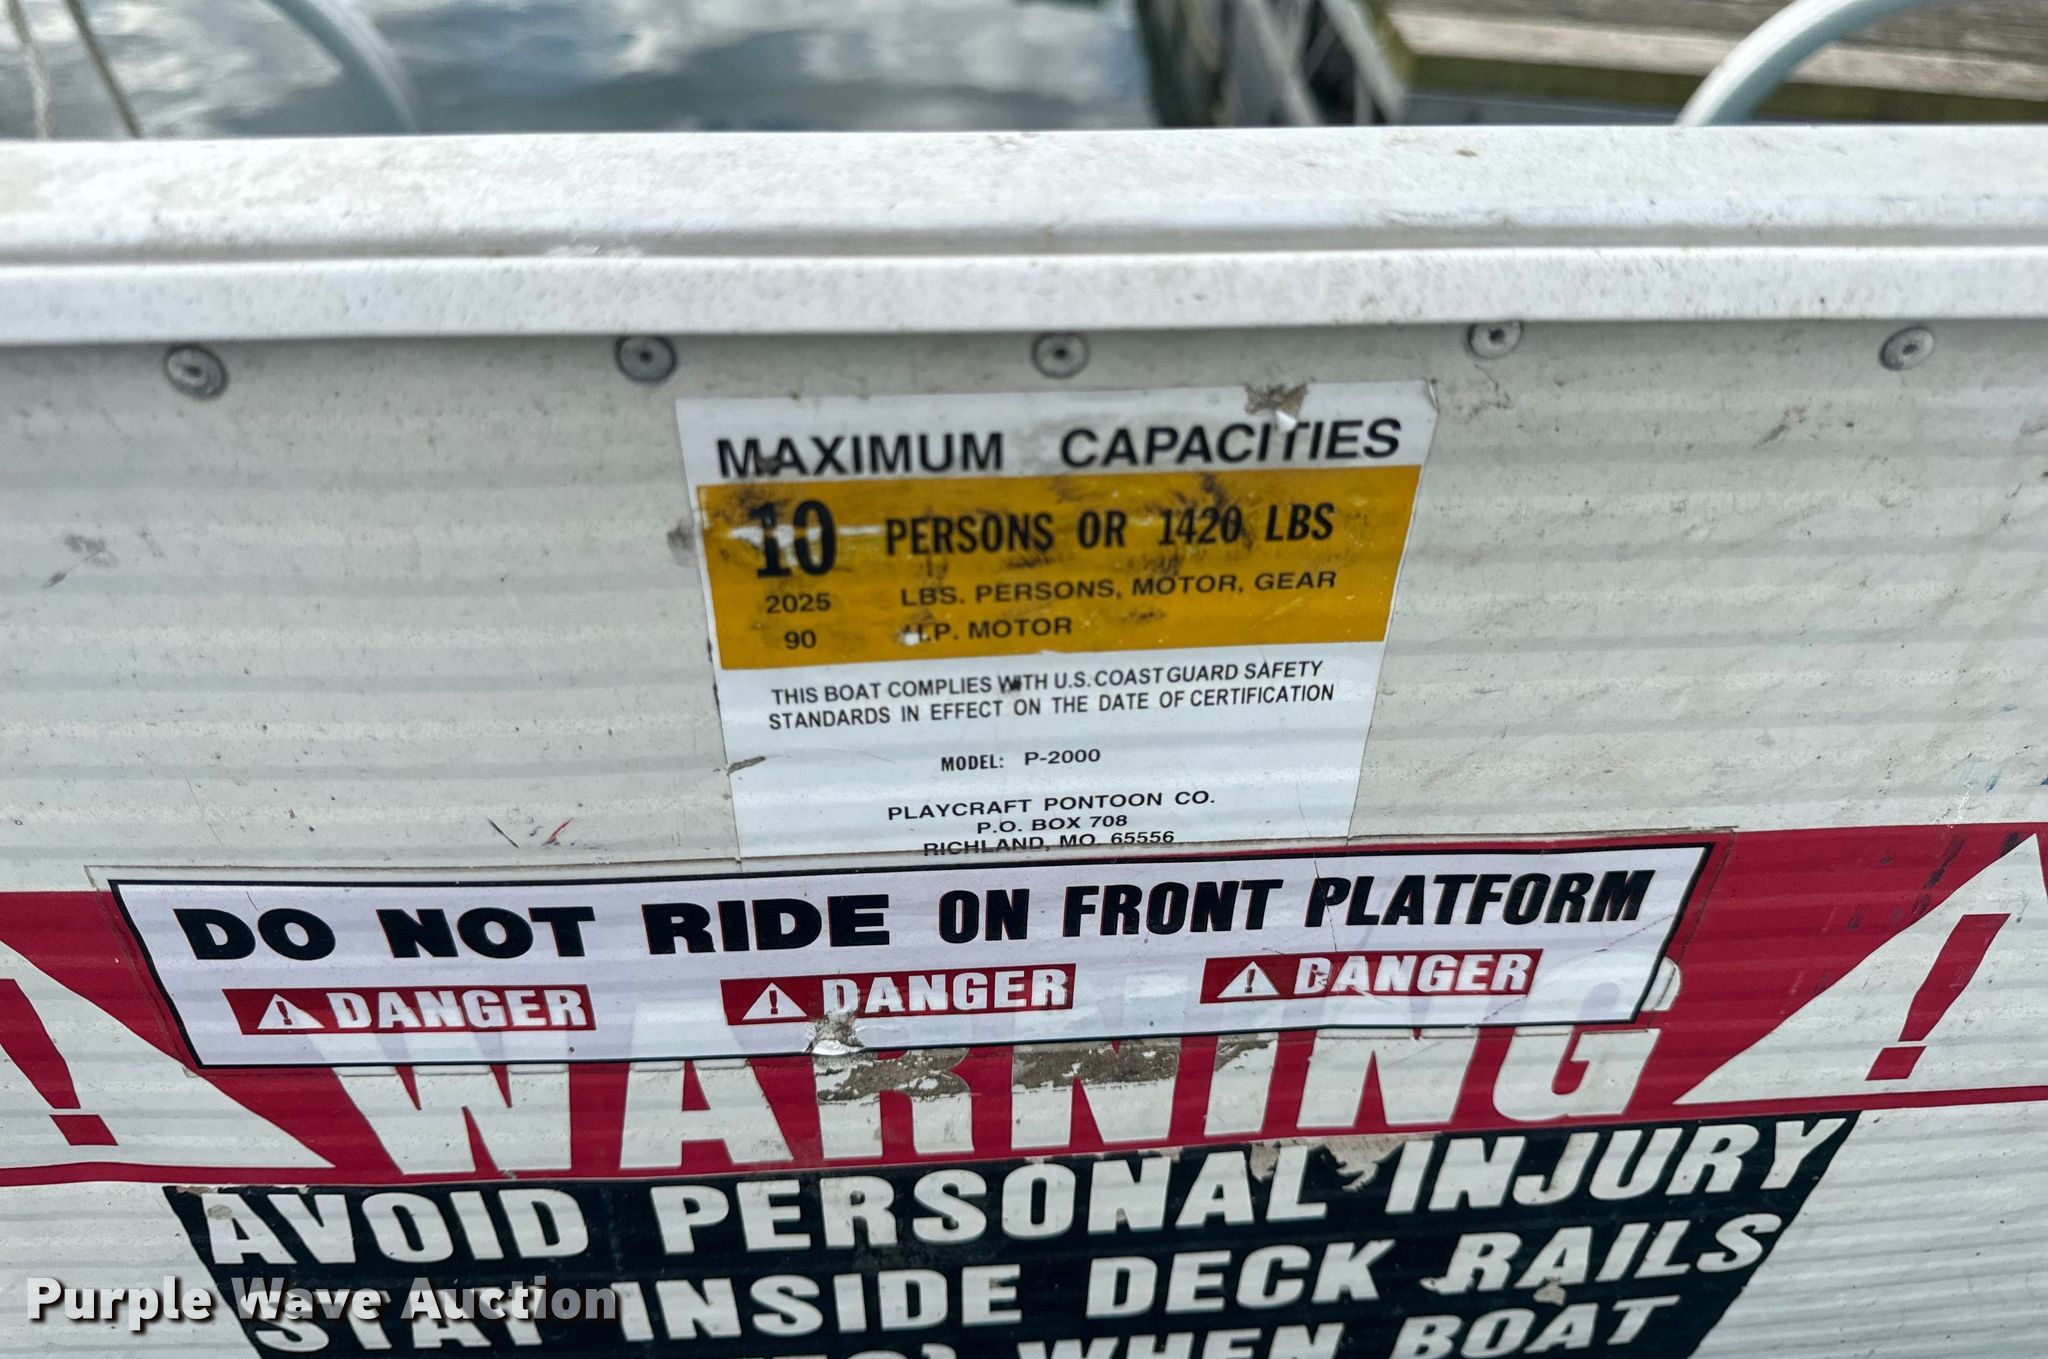 MAXIMUM CAPACITIES
10 PERSONS OR 1420 LBS
2025 LBS. PERSONS, MOTOR, GEAR
90 H.P. MOTOR
THIS BOAT COMPLIES WITH U.S. COAST GUARD SAFETY
STANDARDS IN EFFECT ON THE DATE OF CERTIFICATION
MODEL: P-2000
PLAYCRAFT PONTOON CO.
P.O. BOX 708
RICHLAND, MO. 65556
DO NOT RIDE ON FRONT PLATFORM
DANGER DANGER DANGER
WARNING
AVOID PERSONAL INJURY
STAY INSIDE DECK RAILS
WHEN BOAT
Purple Wave Auction